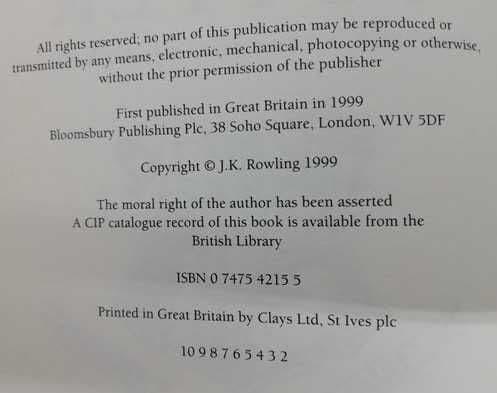 All rights reserved; no part of this publication may be reproduced or
transmitted by any means, electronic, mechanical, photocopying or otherwise,
without the prior permission of the publisher
First published in Great Britain in 1999
Bloomsbury Publishing Plc, 38 Soho Square, London, W1V 5DF
Copyright © J.K. Rowling 1999
The moral right of the author has been asserted
A CIP catalogue record of this book is available from the
British Library
ISBN 0 7475 4215 5
Printed in Great Britain by Clays Ltd, St Ives plc
10 9 8 7 6 5 4 3 2